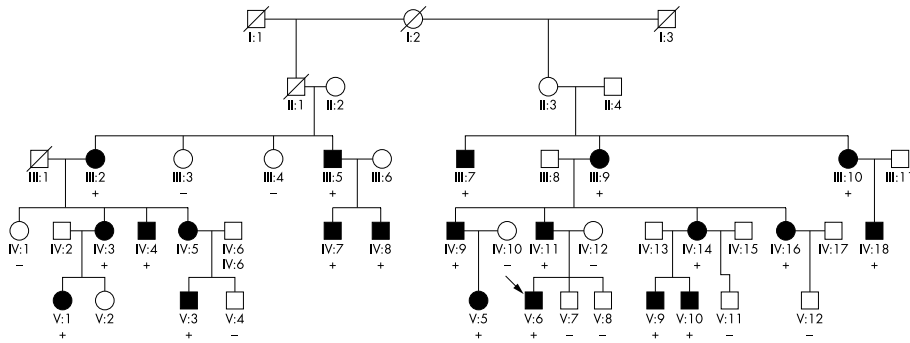 I:1 I:2 I:3
II:1 II:2 II:3 II:4
III:1 III:2 III:3 III:4 III:5 III:6 III:7 III:8 III:9 III:10 III:11
+ − − + + + +
IV:1 IV:2 IV:3 IV:4 IV:5 IV:6 IV:7 IV:8 IV:9 IV:10 IV:11 IV:12 IV:13 IV:14 IV:15 IV:16 IV:17 IV:18
− + + + IV:6 + + + − + − + + +
V:1 V:2 V:3 V:4 V:5 V:6 V:7 V:8 V:9 V:10 V:11 V:12
+ + − + + − − + + − −